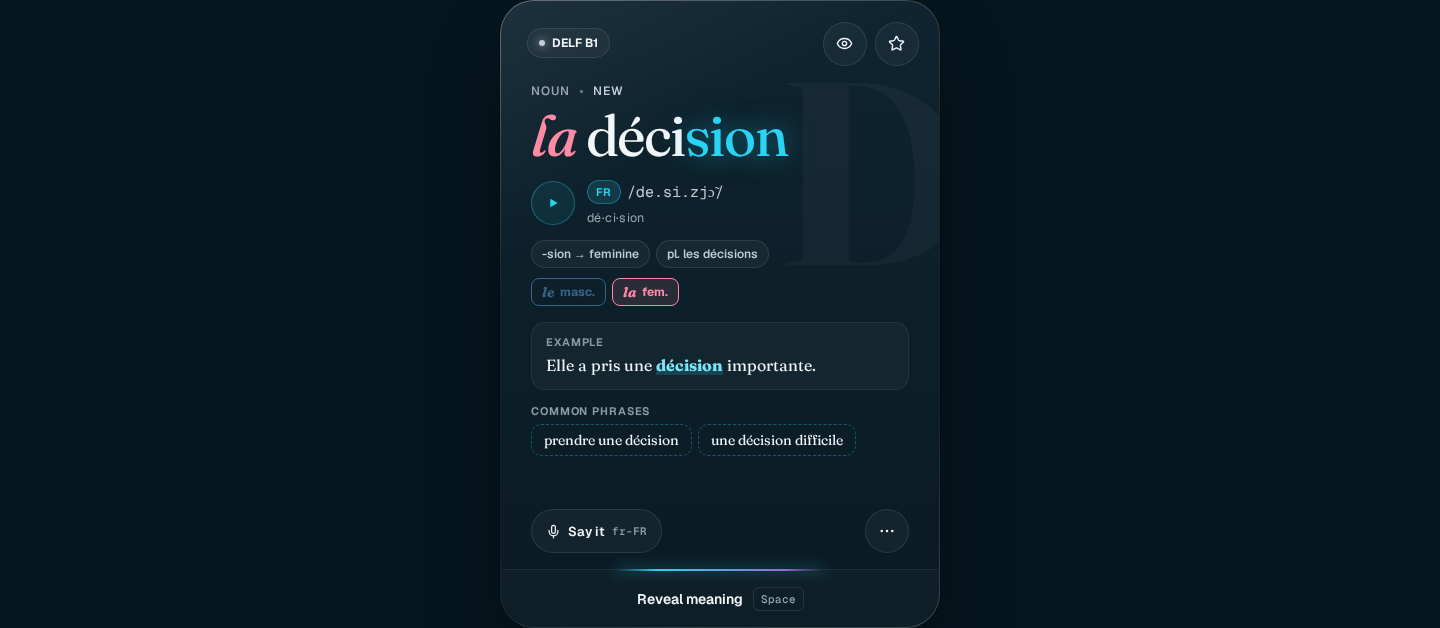 DELF B1
NOUN • NEW
la décision
FR /de.si.zjɔ̃/
dé·ci·sion
-sion → feminine
pl. les décisions
le masc.
la fem.
D
EXAMPLE
Elle a pris une décision importante.
COMMON PHRASES
prendre une décision
une décision difficile
Say it fr-FR
Reveal meaning Space